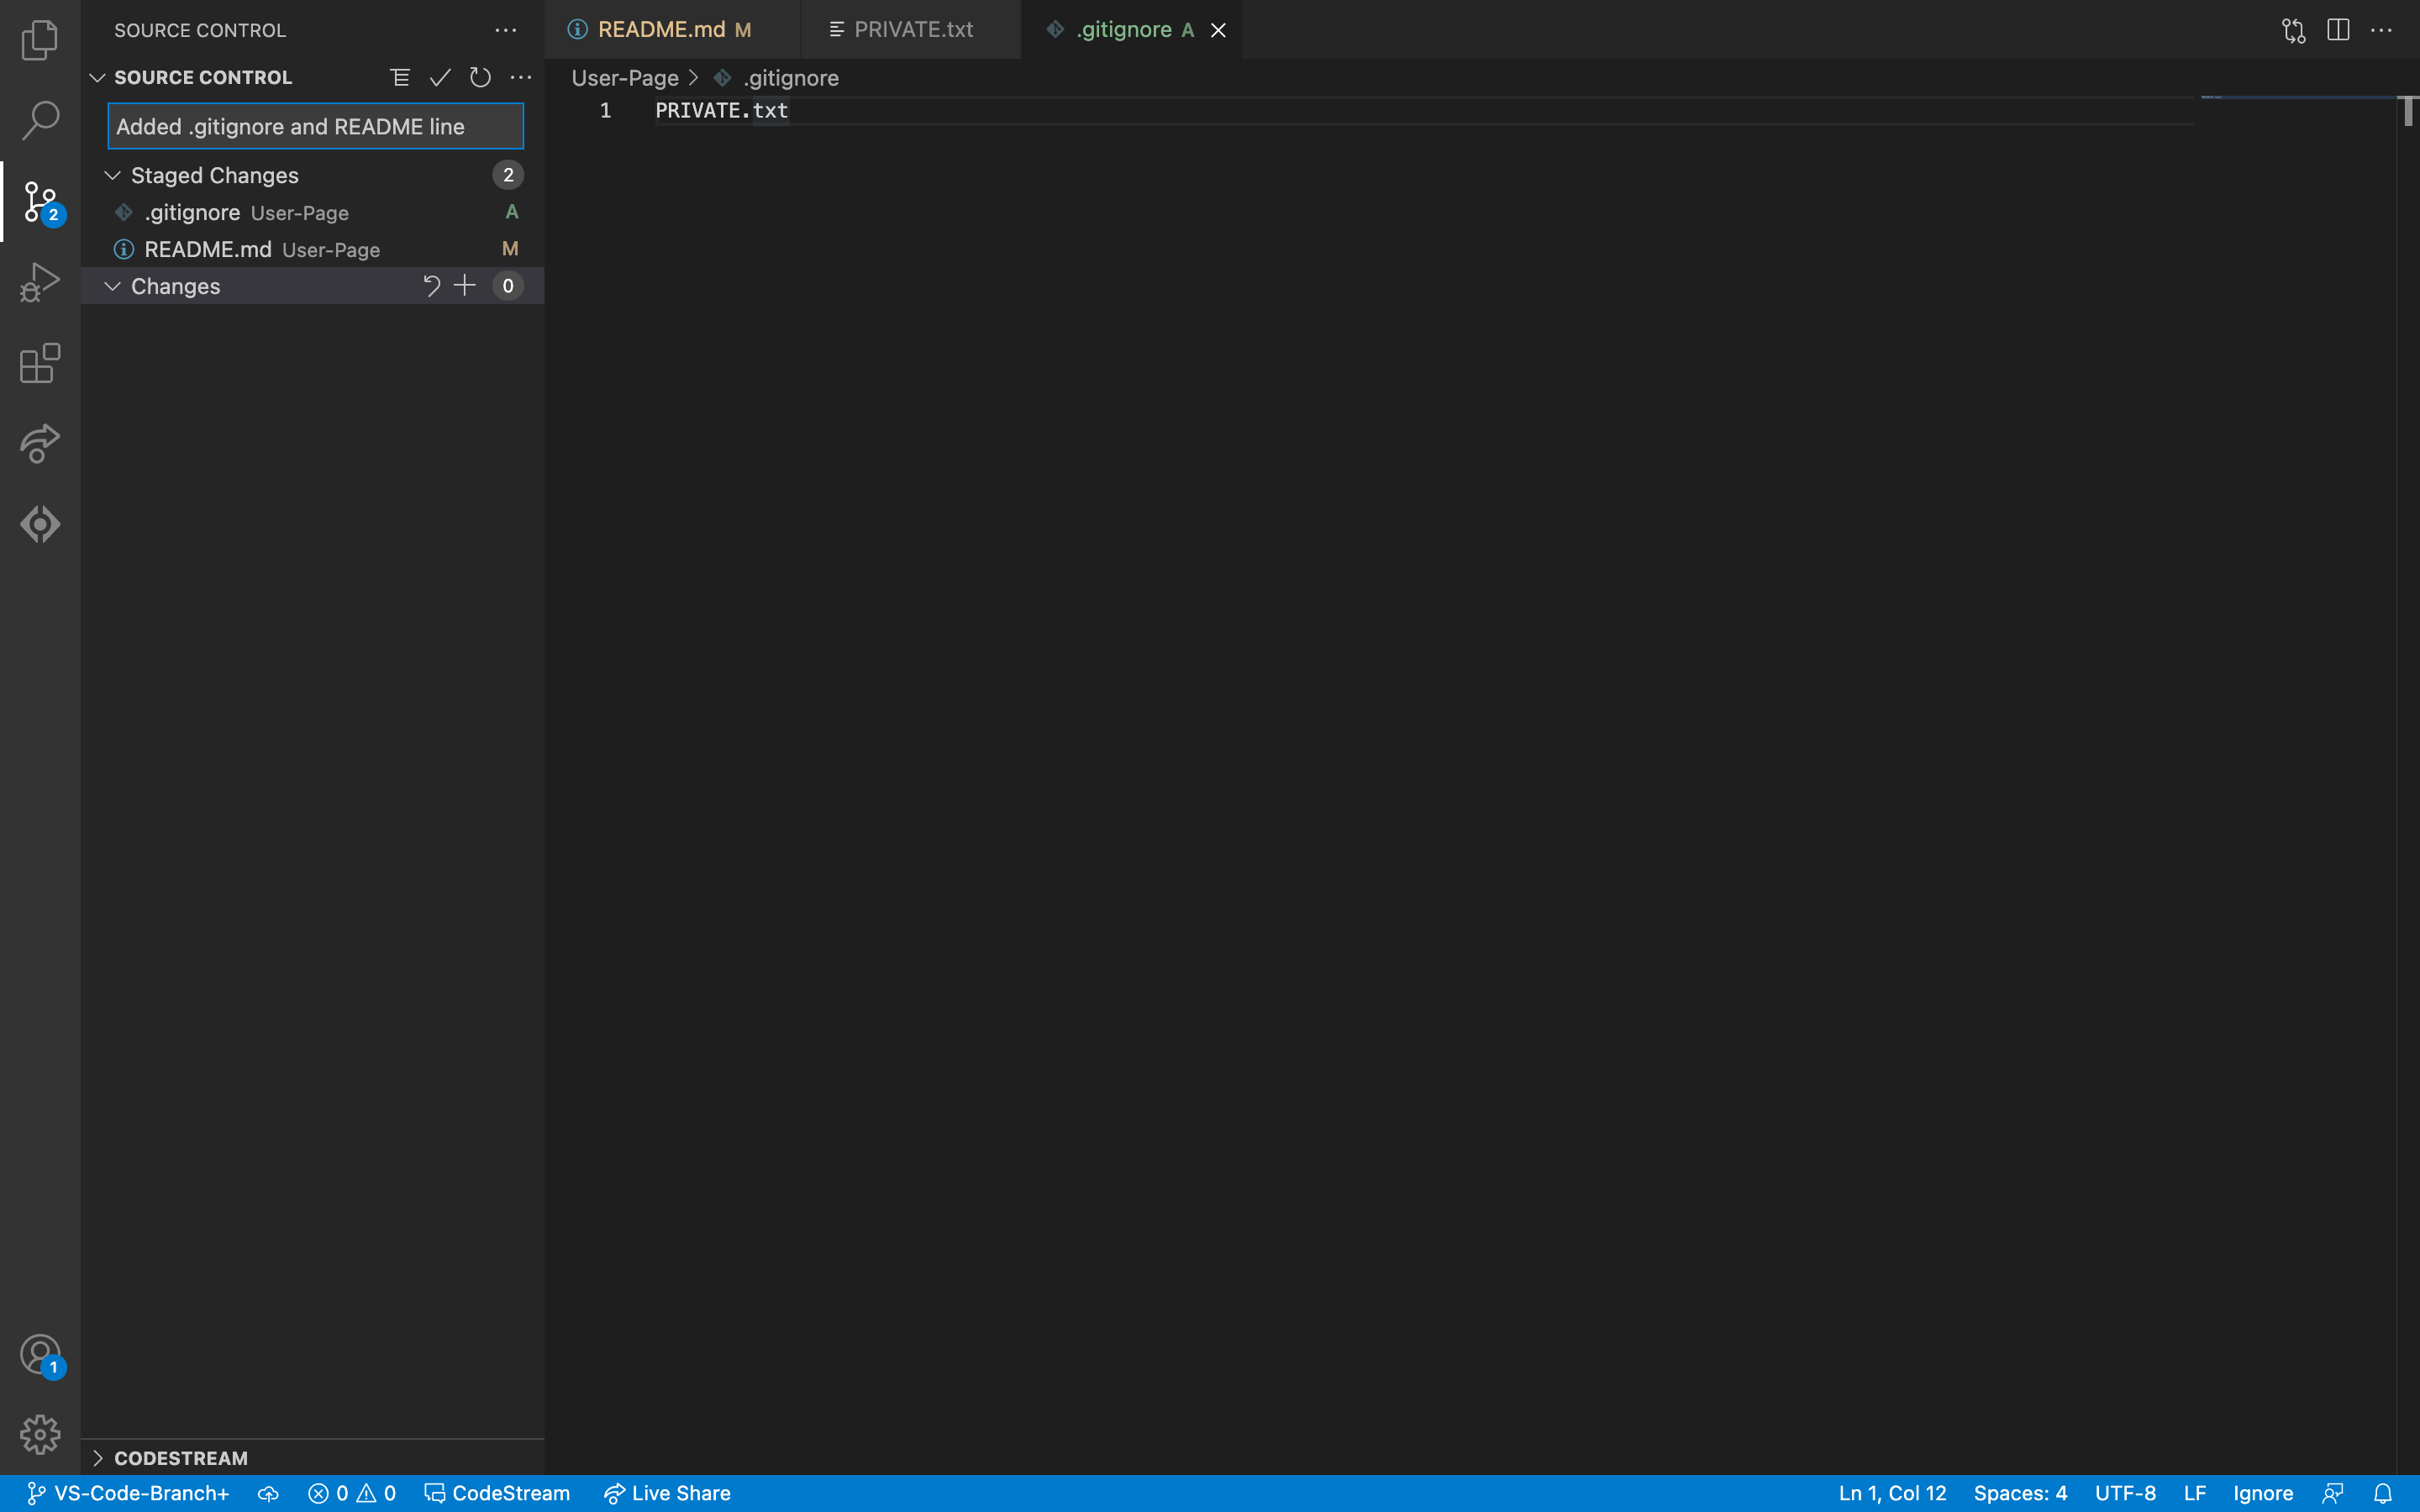 SOURCE CONTROL
README.md M
PRIVATE.txt
.gitignore A
SOURCE CONTROL
User-Page
.gitignore
1 PRIVATE.txt
Added .gitignore and README line
Staged Changes 2
.gitignore User-Page A
2
README.md User-Page M
Changes 0
1
CODESTREAM
VS-Code-Branch+ 0 0 CodeStream Live Share Ln 1, Col 12 Spaces: 4 UTF-8 LF Ignore